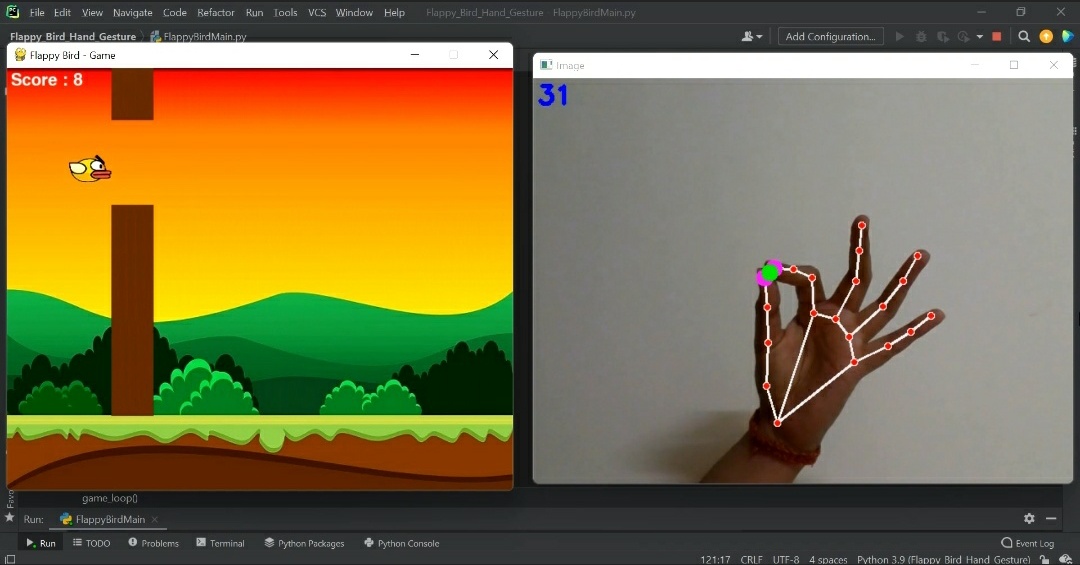 File Edit View Navigate Code Refactor Run Tools VCS Window Help Flappy_Bird_Hand_Gesture - FlappyBirdMain.py
Flappy_Bird_Hand_Gesture FlappyBirdMain.py Add Configuration...
Flappy Bird - Game
Image
Score : 8
31
game_loop()
Run: FlappyBirdMain
Run TODO Problems Terminal Python Packages Python Console Event Log
121:17 CRLF UTF-8 4 spaces Python 3.9 (Flappy_Bird_Hand_Gesture)